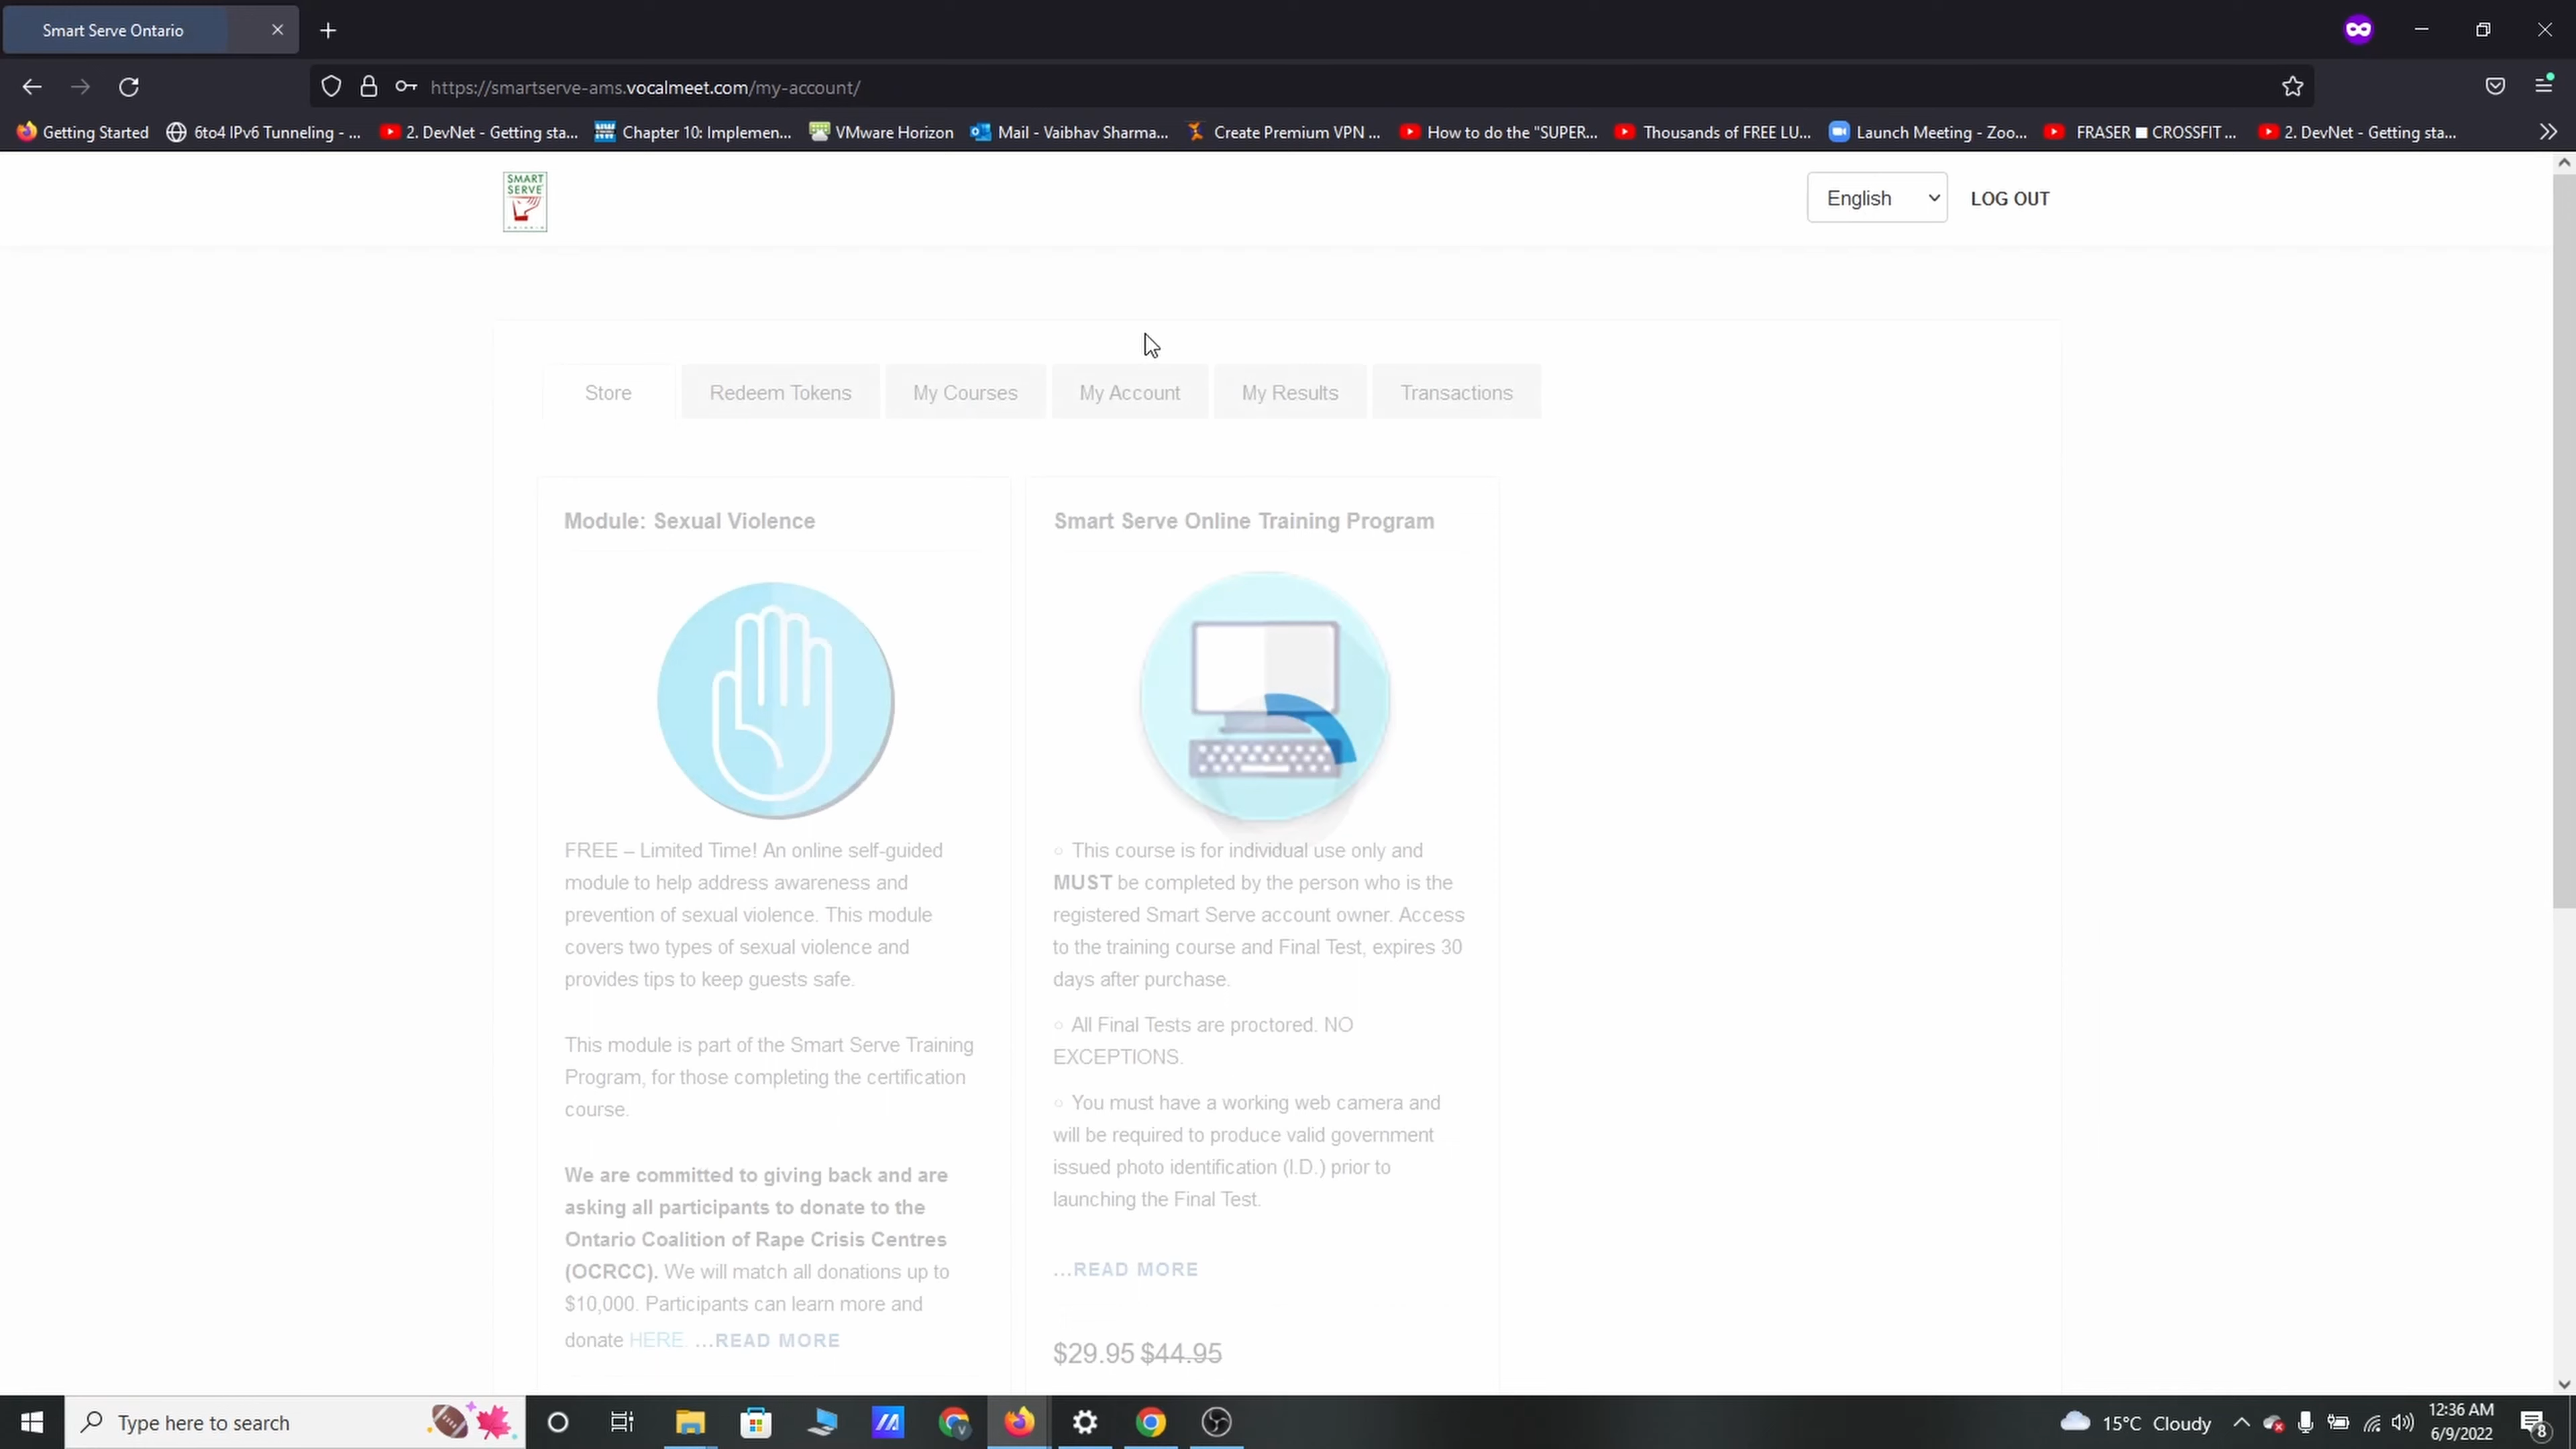 Smart Serve Ontario
https://smartserve-ams.vocalmeet.com/my-account/
Getting Started 6to4 IPv6 Tunneling - ... 2. DevNet - Getting sta... Chapter 10: Implemen... VMware Horizon Mail - Vaibhav Sharma... Create Premium VPN ... How to do the "SUPER... Thousands of FREE LU... Launch Meeting - Zoo... FRASER ■ CROSSFIT ... 2. DevNet - Getting sta...
SMART
SERVE
ONTARIO
English LOG OUT
Store Redeem Tokens My Courses My Account My Results Transactions
Module: Sexual Violence
FREE – Limited Time! An online self-guided
module to help address awareness and
prevention of sexual violence. This module
covers two types of sexual violence and
provides tips to keep guests safe.
This module is part of the Smart Serve Training
Program, for those completing the certification
course.
We are committed to giving back and are
asking all participants to donate to the
Ontario Coalition of Rape Crisis Centres
(OCRCC). We will match all donations up to
$10,000. Participants can learn more and
donate HERE. ...READ MORE
Smart Serve Online Training Program
○ This course is for individual use only and
MUST be completed by the person who is the
registered Smart Serve account owner. Access
to the training course and Final Test, expires 30
days after purchase.
○ All Final Tests are proctored. NO
EXCEPTIONS.
○ You must have a working web camera and
will be required to produce valid government
issued photo identification (I.D.) prior to
launching the Final Test.
...READ MORE
$29.95 $44.95
Type here to search
15°C Cloudy
12:36 AM
6/9/2022
8